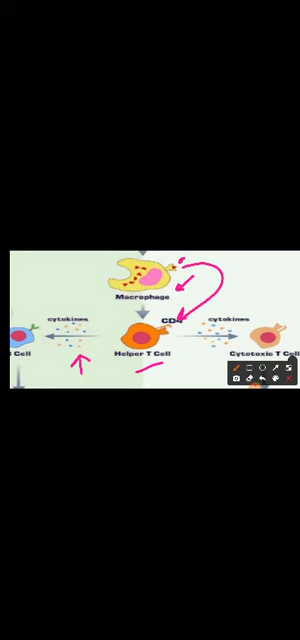 Macrophage
cytokines
CD4
cytokines
Cell
Helper T Cell
Cytotoxic T Cell